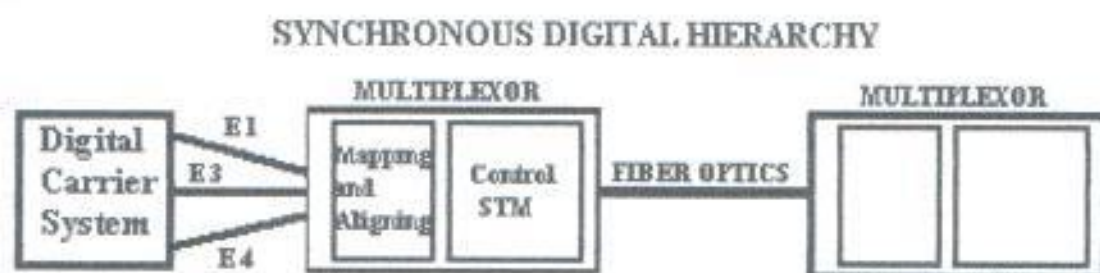 SYNCHRONOUS DIGITAL HIERARCHY
MULTIPLEXOR
MULTIPLEXOR
Digital
Carrier
System
E1
E3
E4
Mapping
and
Aligning
Control
STM
FIBER OPTICS